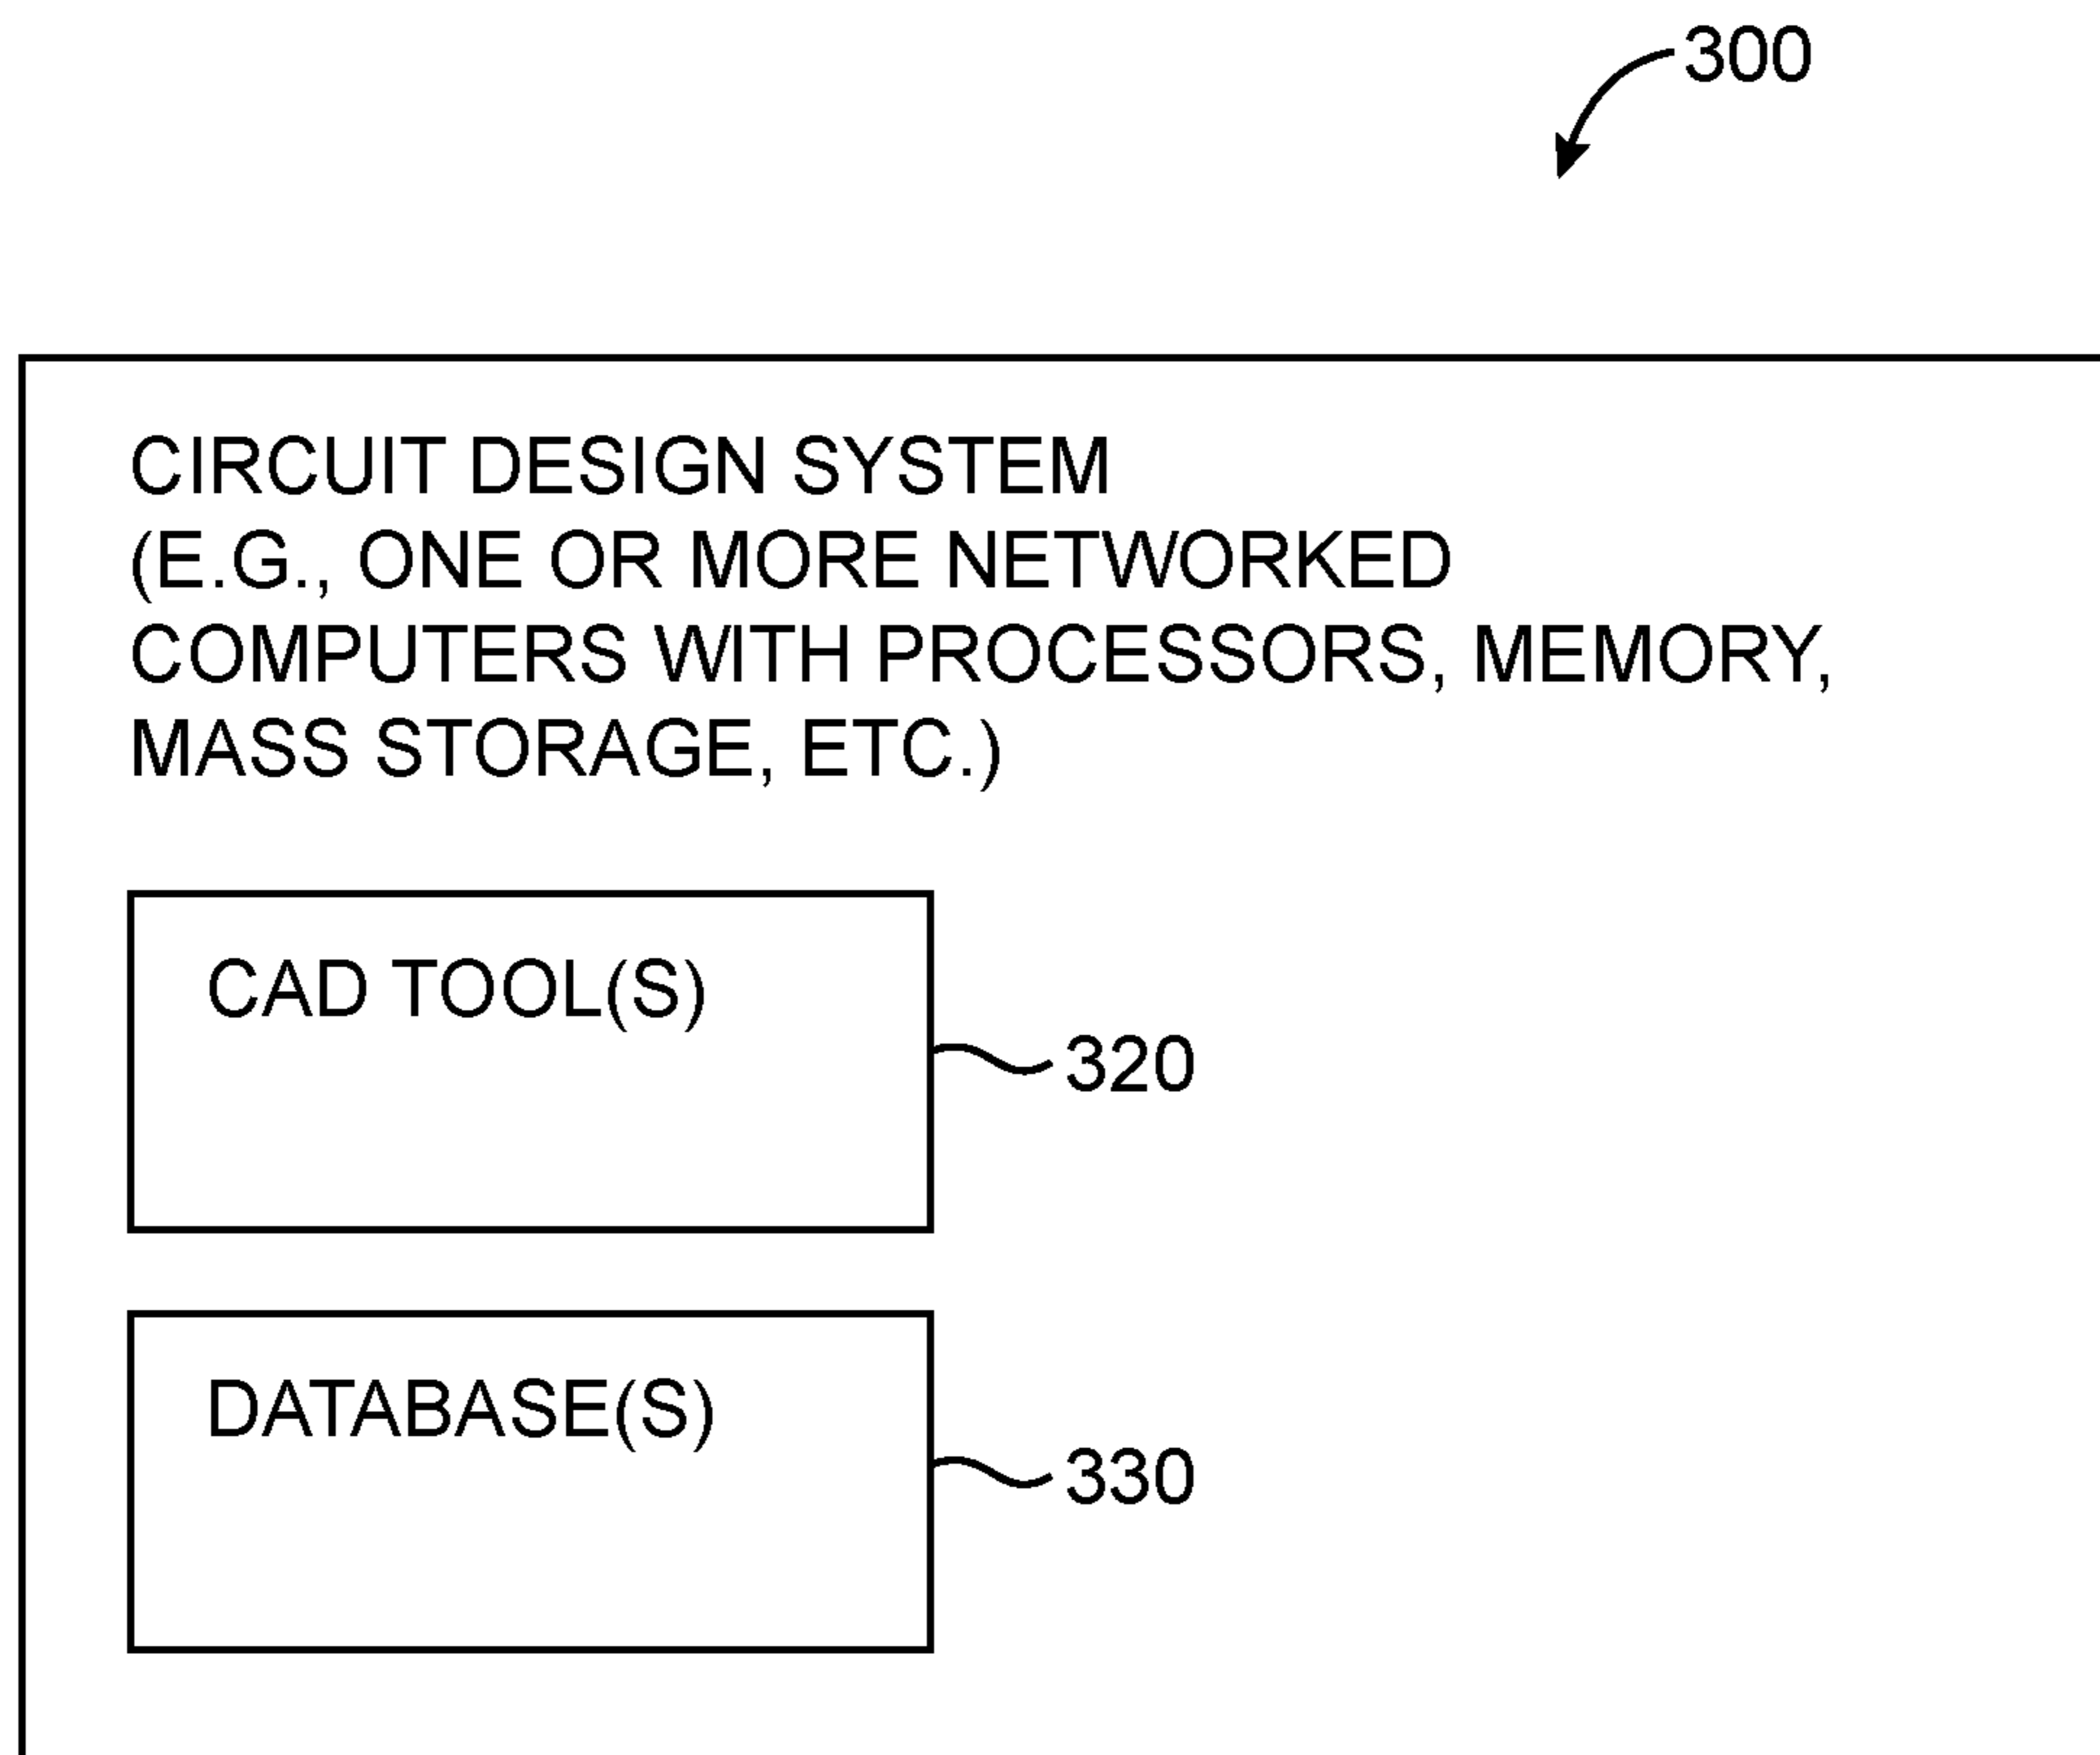 300
CIRCUIT DESIGN SYSTEM
(E.G., ONE OR MORE NETWORKED
COMPUTERS WITH PROCESSORS, MEMORY,
MASS STORAGE, ETC.)
CAD TOOL(S)
320
DATABASE(S)
330